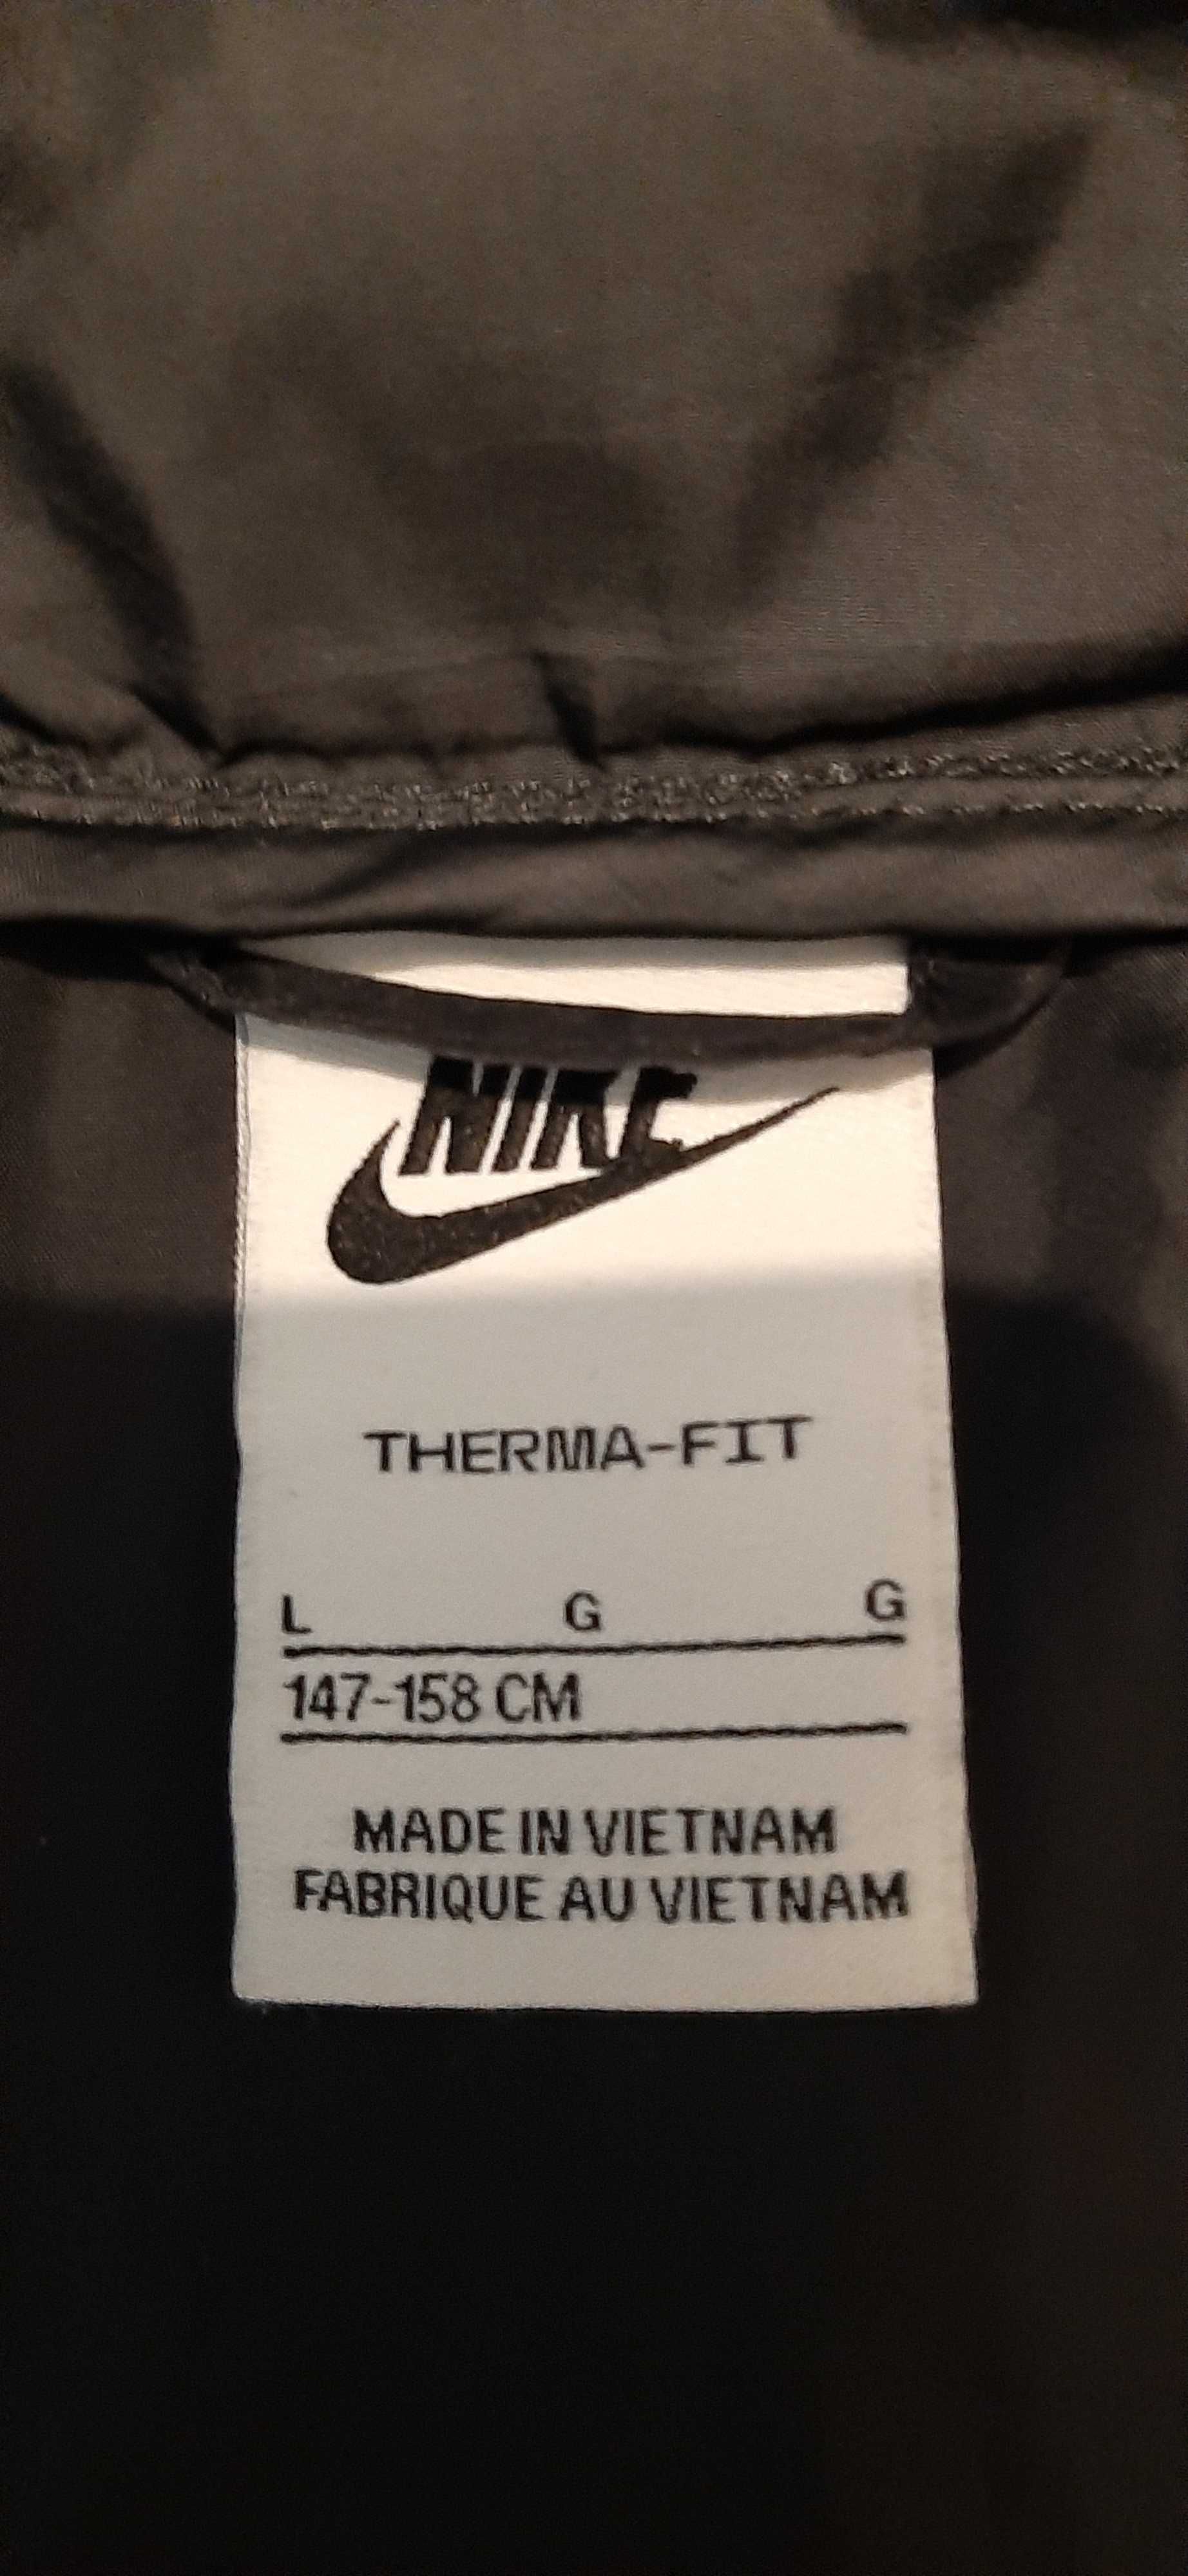 NIKE
THERMA-FIT
L G G
147-158 CM
MADE IN VIETNAM
FABRIQUE AU VIETNAM